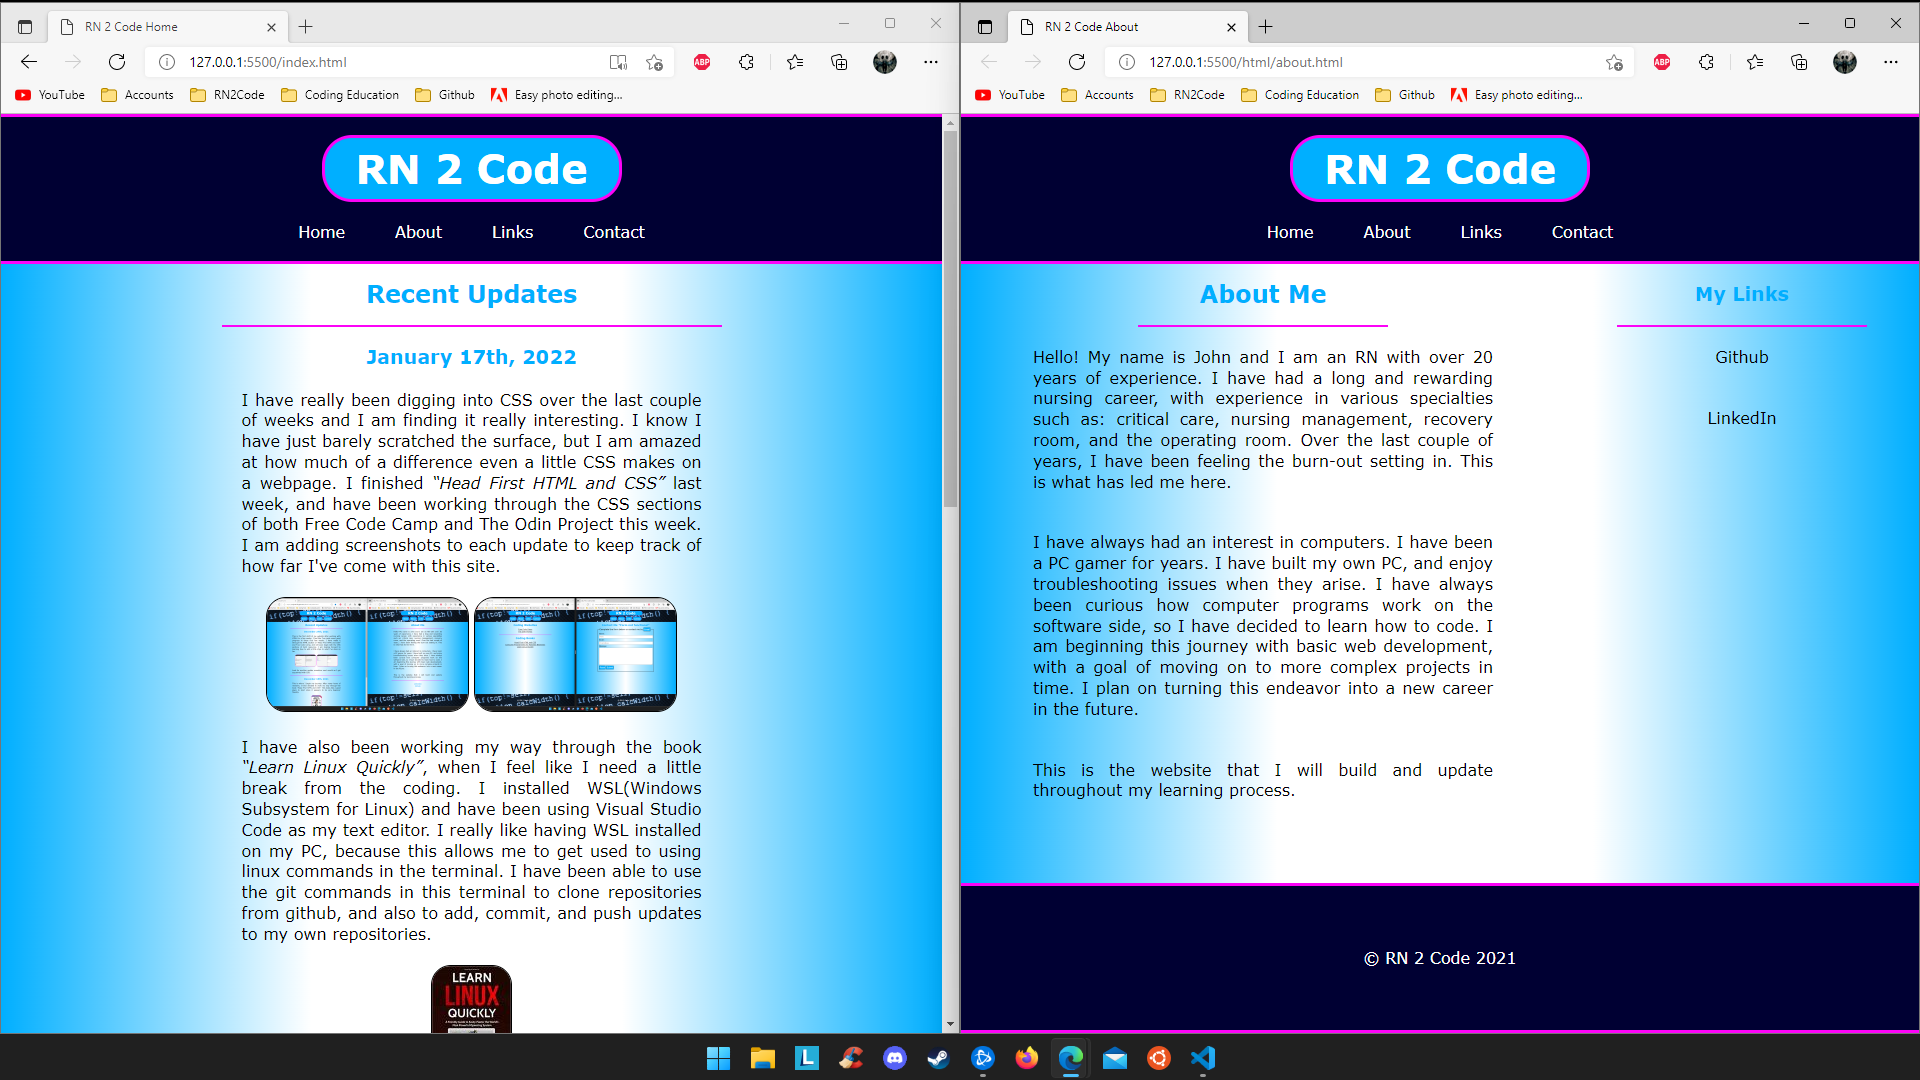 RN 2 Code Home
127.0.0.1:5500/index.html
ABP
YouTube Accounts RN2Code Coding Education Github Easy photo editing...
RN 2 Code
Home About Links Contact
Recent Updates
January 17th, 2022
I have really been digging into CSS over the last couple
of weeks and I am finding it really interesting. I know I
have just barely scratched the surface, but I am amazed
at how much of a difference even a little CSS makes on
a webpage. I finished “Head First HTML and CSS” last
week, and have been working through the CSS sections
of both Free Code Camp and The Odin Project this week.
I am adding screenshots to each update to keep track of
how far I've come with this site.
I have also been working my way through the book
“Learn Linux Quickly”, when I feel like I need a little
break from the coding. I installed WSL(Windows
Subsystem for Linux) and have been using Visual Studio
Code as my text editor. I really like having WSL installed
on my PC, because this allows me to get used to using
linux commands in the terminal. I have been able to use
the git commands in this terminal to clone repositories
from github, and also to add, commit, and push updates
to my own repositories.
LEARN
LINUX
QUICKLY
RN 2 Code About
127.0.0.1:5500/html/about.html
ABP
YouTube Accounts RN2Code Coding Education Github Easy photo editing...
RN 2 Code
Home About Links Contact
About Me
Hello! My name is John and I am an RN with over 20
years of experience. I have had a long and rewarding
nursing career, with experience in various specialties
such as: critical care, nursing management, recovery
room, and the operating room. Over the last couple of
years, I have been feeling the burn-out setting in. This
is what has led me here.
I have always had an interest in computers. I have been
a PC gamer for years. I have built my own PC, and enjoy
troubleshooting issues when they arise. I have always
been curious how computer programs work on the
software side, so I have decided to learn how to code. I
am beginning this journey with basic web development,
with a goal of moving on to more complex projects in
time. I plan on turning this endeavor into a new career
in the future.
This is the website that I will build and update
throughout my learning process.
My Links
Github
LinkedIn
© RN 2 Code 2021
L